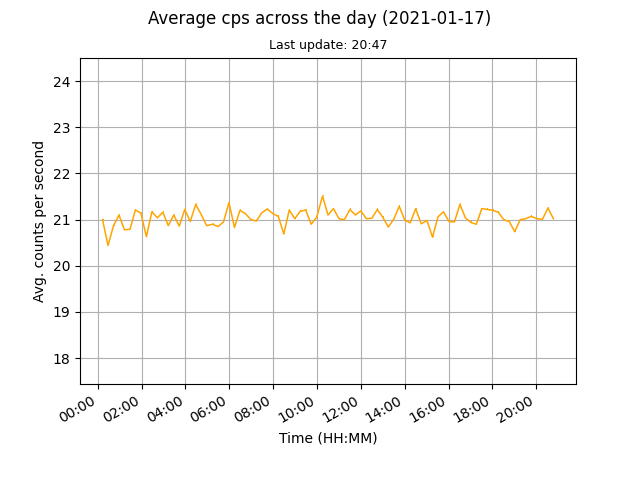 Average cps across the day (2021-01-17)
Last update: 20:47
24
23
22
21
20
19
18
Avg. counts per second
00:00 02:00 04:00 06:00 08:00 10:00 12:00 14:00 16:00 18:00 20:00
Time (HH:MM)